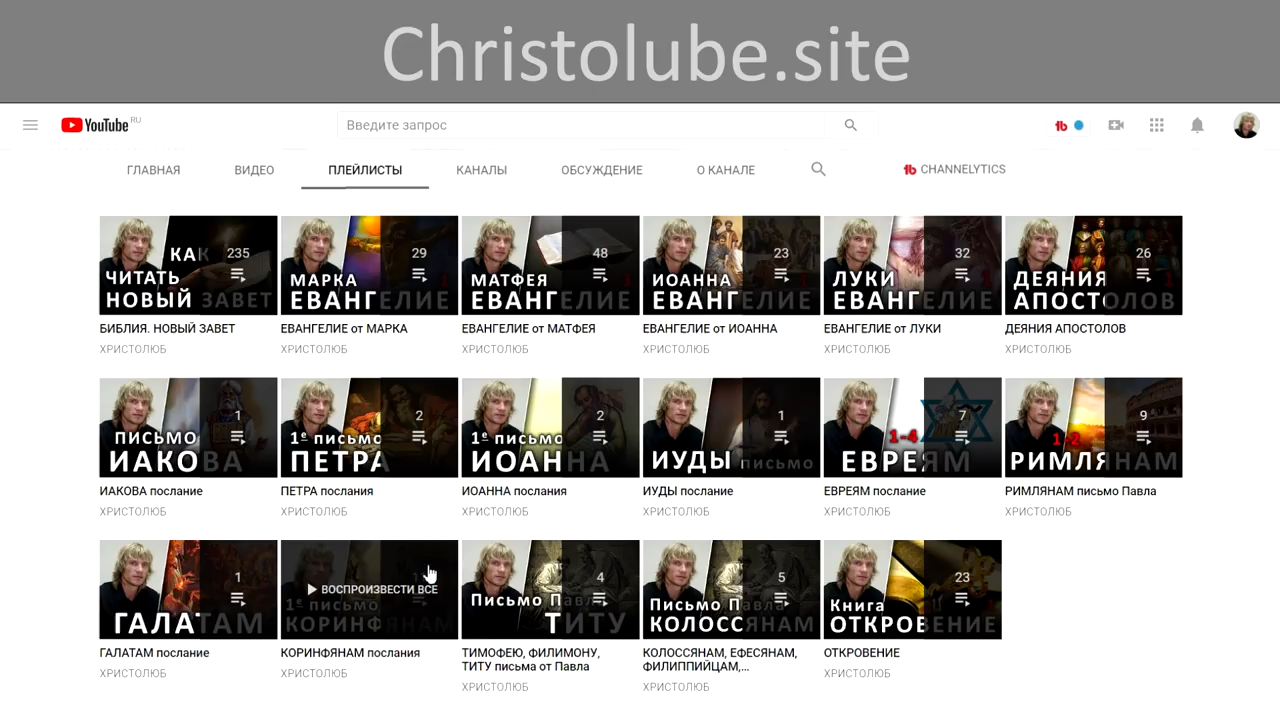 Christolube.site
YouTube RU
Введите запрос
ГЛАВНАЯ ВИДЕО ПЛЕЙЛИСТЫ КАНАЛЫ ОБСУЖДЕНИЕ О КАНАЛЕ CHANNELYTICS
КАК
ЧИТАТЬ
НОВЫЙ ЗАВЕТ
235
БИБЛИЯ. НОВЫЙ ЗАВЕТ
ХРИСТОЛЮБ
МАРКА
ЕВАНГЕЛИЕ
29
ЕВАНГЕЛИЕ от МАРКА
ХРИСТОЛЮБ
МАТФЕЯ
ЕВАНГЕЛИЕ
48
ЕВАНГЕЛИЕ от МАТФЕЯ
ХРИСТОЛЮБ
ИОАННА
ЕВАНГЕЛИЕ
23
ЕВАНГЕЛИЕ от ИОАННА
ХРИСТОЛЮБ
ЛУКИ
ЕВАНГЕЛИЕ
32
ЕВАНГЕЛИЕ от ЛУКИ
ХРИСТОЛЮБ
ДЕЯНИЯ
АПОСТОЛОВ
26
ДЕЯНИЯ АПОСТОЛОВ
ХРИСТОЛЮБ
ПИСЬМО
ИАКОВА
1
ИАКОВА послание
ХРИСТОЛЮБ
1е письмо
ПЕТРА
2
ПЕТРА послания
ХРИСТОЛЮБ
1е письмо
ИОАННА
2
ИОАННА послания
ХРИСТОЛЮБ
ИУДЫ письмо
1
ИУДЫ послание
ХРИСТОЛЮБ
1-4
ЕВРЕЯМ
7
ЕВРЕЯМ послание
ХРИСТОЛЮБ
1-2
РИМЛЯНАМ
9
РИМЛЯНАМ письмо Павла
ХРИСТОЛЮБ
ГАЛАТАМ
1
ГАЛАТАМ послание
ХРИСТОЛЮБ
ВОСПРОИЗВЕСТИ ВСЕ
1е письмо
КОРИНФЯНАМ
КОРИНФЯНАМ послания
ХРИСТОЛЮБ
Письмо Павла
ТИТУ
4
ТИМОФЕЮ, ФИЛИМОНУ,
ТИТУ письма от Павла
ХРИСТОЛЮБ
Письмо Павла
КОЛОССЯНАМ
5
КОЛОССЯНАМ, ЕФЕСЯНАМ,
ФИЛИППИЙЦАМ,...
ХРИСТОЛЮБ
Книга
ОТКРОВЕНИЕ
23
ОТКРОВЕНИЕ
ХРИСТОЛЮБ